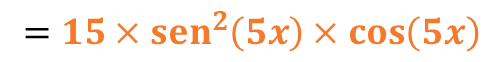 = 15 × sen²(5x) × cos(5x)